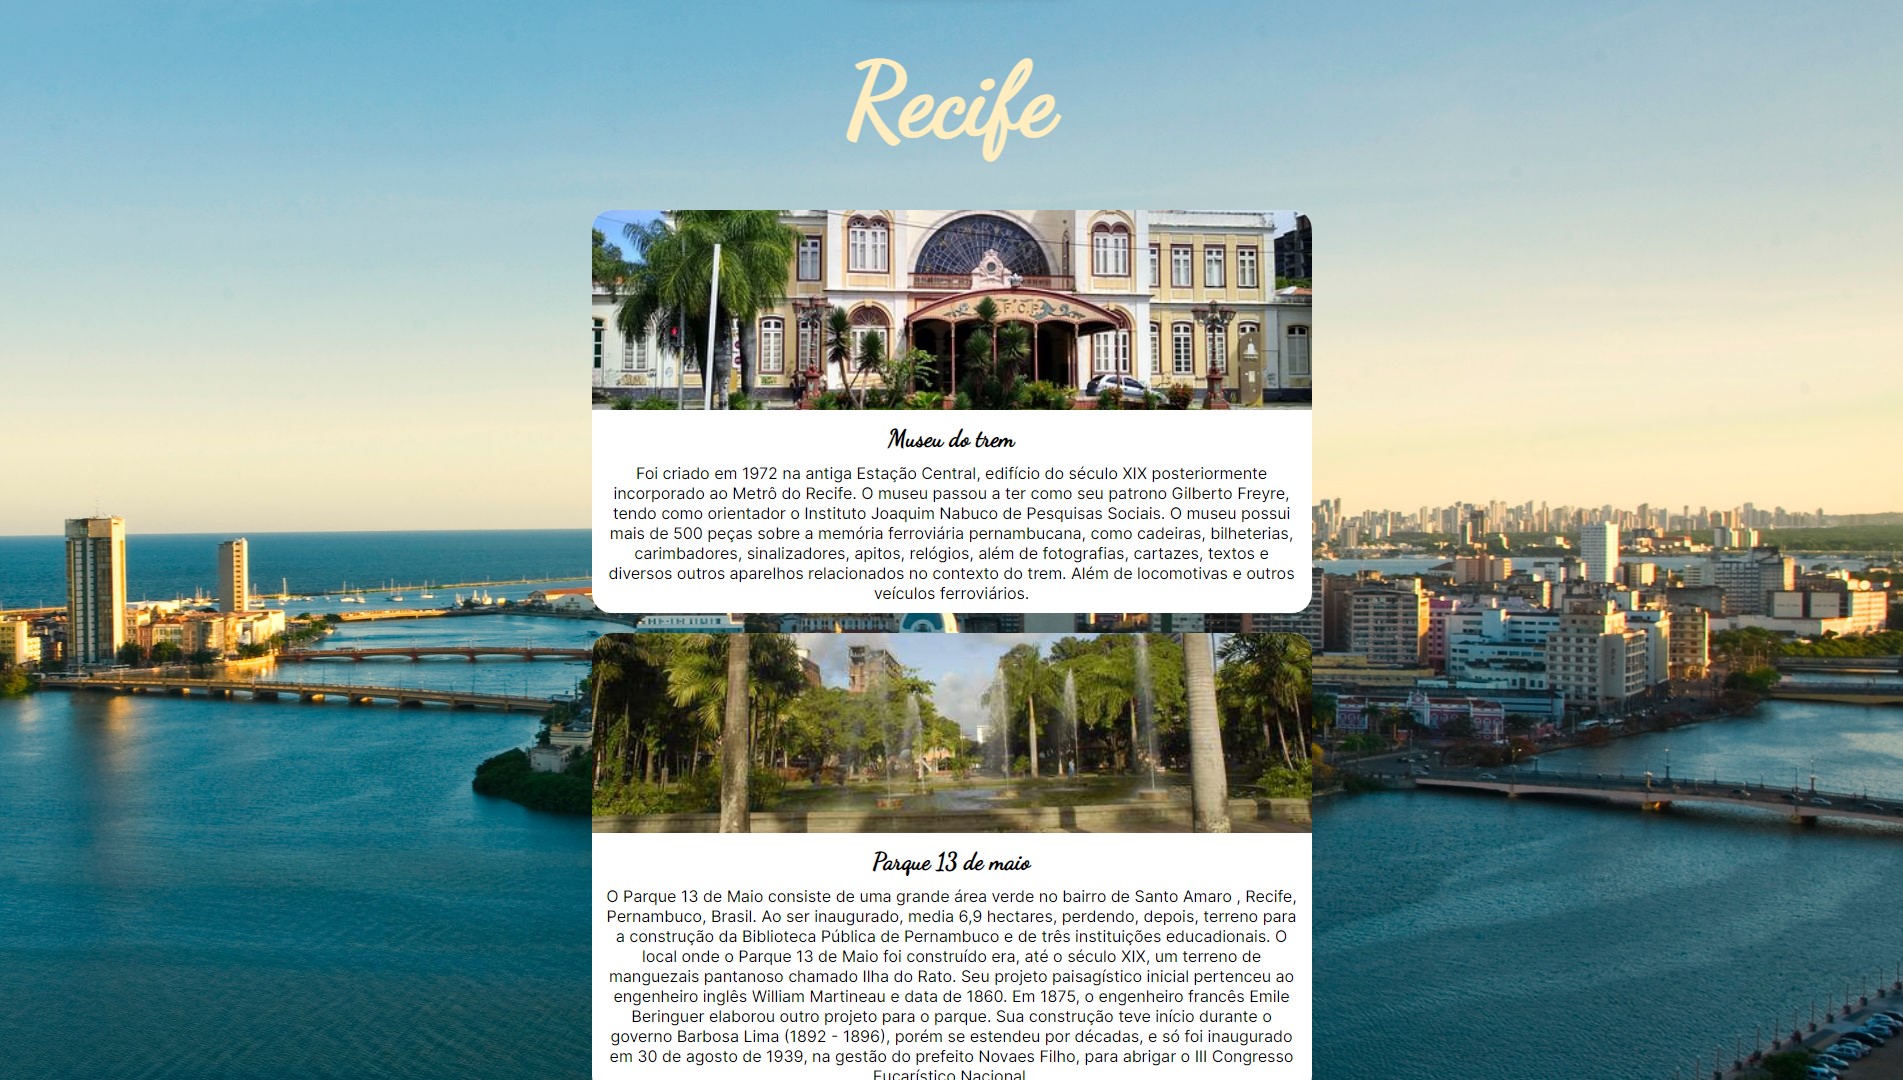 Recife
F.C.P.
Museu do trem
Foi criado em 1972 na antiga Estação Central, edifício do século XIX posteriormente
incorporado ao Metrô do Recife. O museu passou a ter como seu patrono Gilberto Freyre,
tendo como orientador o Instituto Joaquim Nabuco de Pesquisas Sociais. O museu possui
mais de 500 peças sobre a memória ferroviária pernambucana, como cadeiras, bilheterias,
carimbadores, sinalizadores, apitos, relógios, além de fotografias, cartazes, textos e
diversos outros aparelhos relacionados no contexto do trem. Além de locomotivas e outros
veículos ferroviários.
Parque 13 de maio
O Parque 13 de Maio consiste de uma grande área verde no bairro de Santo Amaro , Recife,
Pernambuco, Brasil. Ao ser inaugurado, media 6,9 hectares, perdendo, depois, terreno para
a construção da Biblioteca Pública de Pernambuco e de três instituições educadionais. O
local onde o Parque 13 de Maio foi construído era, até o século XIX, um terreno de
manguezais pantanoso chamado Ilha do Rato. Seu projeto paisagístico inicial pertenceu ao
engenheiro inglês William Martineau e data de 1860. Em 1875, o engenheiro francês Emile
Beringuer elaborou outro projeto para o parque. Sua construção teve início durante o
governo Barbosa Lima (1892 - 1896), porém se estendeu por décadas, e só foi inaugurado
em 30 de agosto de 1939, na gestão do prefeito Novaes Filho, para abrigar o III Congresso
Eucarístico Nacional